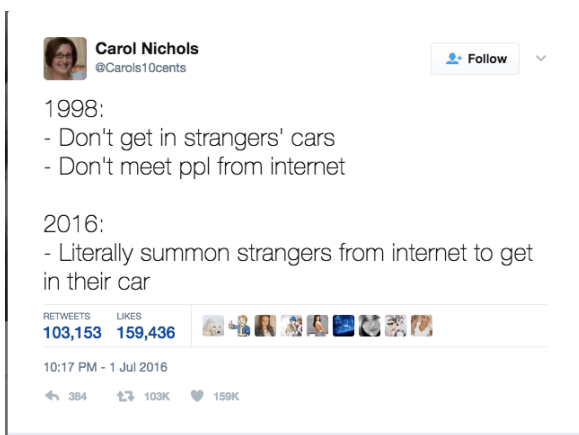 Carol Nichols
@Carols10cents
Follow
1998:
- Don't get in strangers' cars
- Don't meet ppl from internet
2016:
- Literally summon strangers from internet to get
in their car
RETWEETS LIKES
103,153 159,436
10:17 PM - 1 Jul 2016
384 103K 159K